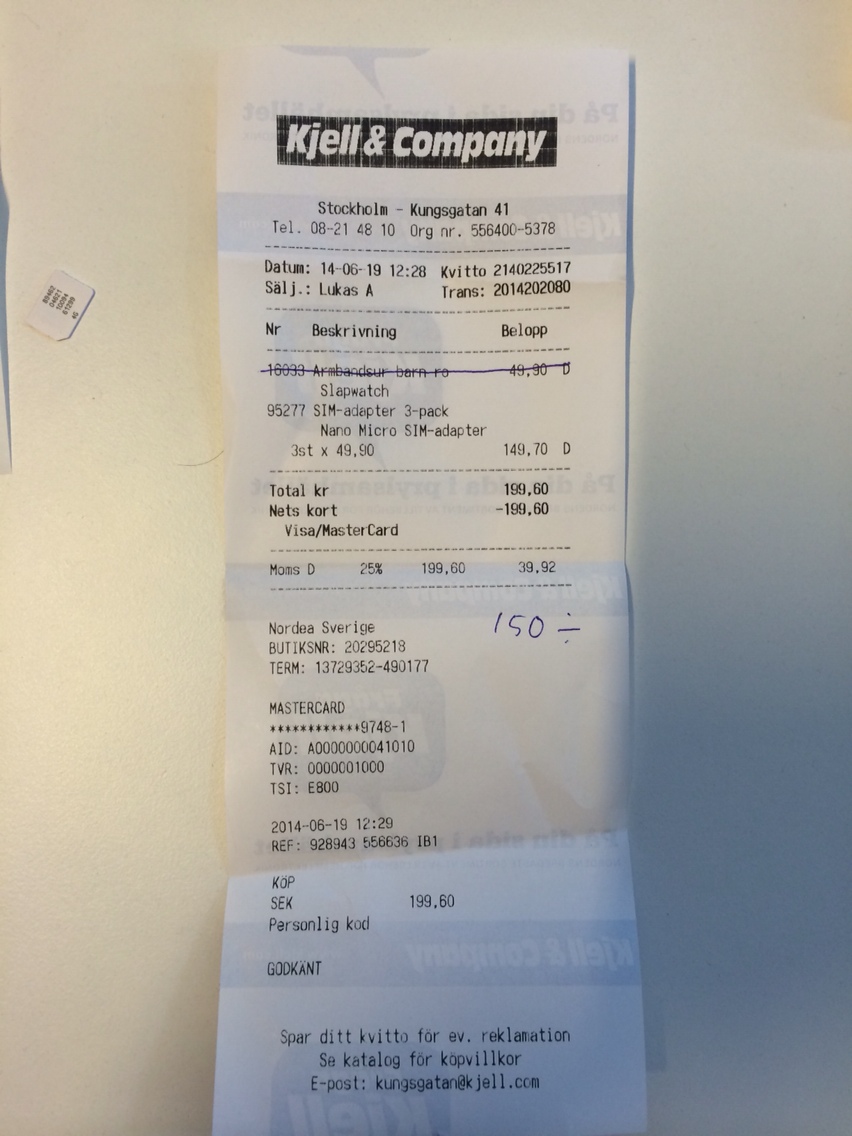 Kjell & Company
Stockholm - Kungsgatan 41
Tel. 08-21 48 10 Org nr. 556400-5378
Datum: 14-06-19 12:28 Kvitto 2140225517
Sälj.: Lukas A Trans: 2014202080
Nr Beskrivning Belopp
16033 Armbandsur barn ro 49,90 D
Slapwatch
95277 SIM-adapter 3-pack
Nano Micro SIM-adapter
3st x 49,90 149,70 D
Total kr 199,60
Nets kort -199,60
Visa/MasterCard
Moms D 25% 199,60 39,92
150 -
Nordea Sverige
BUTIKSNR: 20295218
TERM: 13729352-490177
MASTERCARD
************9748-1
AID: A0000000041010
TVR: 0000001000
TSI: E800
2014-06-19 12:29
REF: 928943 556636 IB1
KÖP
SEK 199,60
Personlig kod
GODKÄNT
Spar ditt kvitto för ev. reklamation
Se katalog för köpvillkor
E-post: kungsgatan@kjell.com